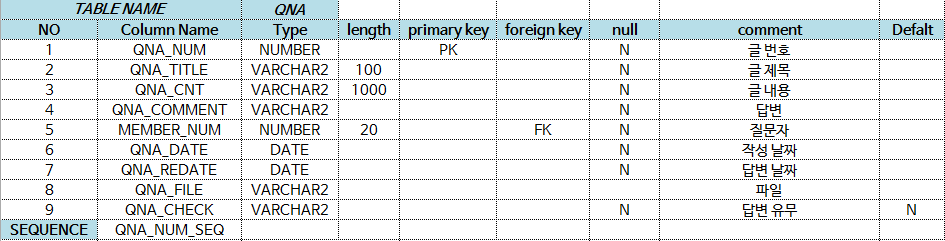 TABLE NAME QNA
NO Column Name Type length primary key foreign key null comment Defalt
1 QNA_NUM NUMBER PK N 글 번호
2 QNA_TITLE VARCHAR2 100 N 글 제목
3 QNA_CNT VARCHAR2 1000 N 글 내용
4 QNA_COMMENT VARCHAR2 N 답변
5 MEMBER_NUM NUMBER 20 FK N 질문자
6 QNA_DATE DATE N 작성 날짜
7 QNA_REDATE DATE N 답변 날짜
8 QNA_FILE VARCHAR2 파일
9 QNA_CHECK VARCHAR2 N 답변 유무 N
SEQUENCE QNA_NUM_SEQ